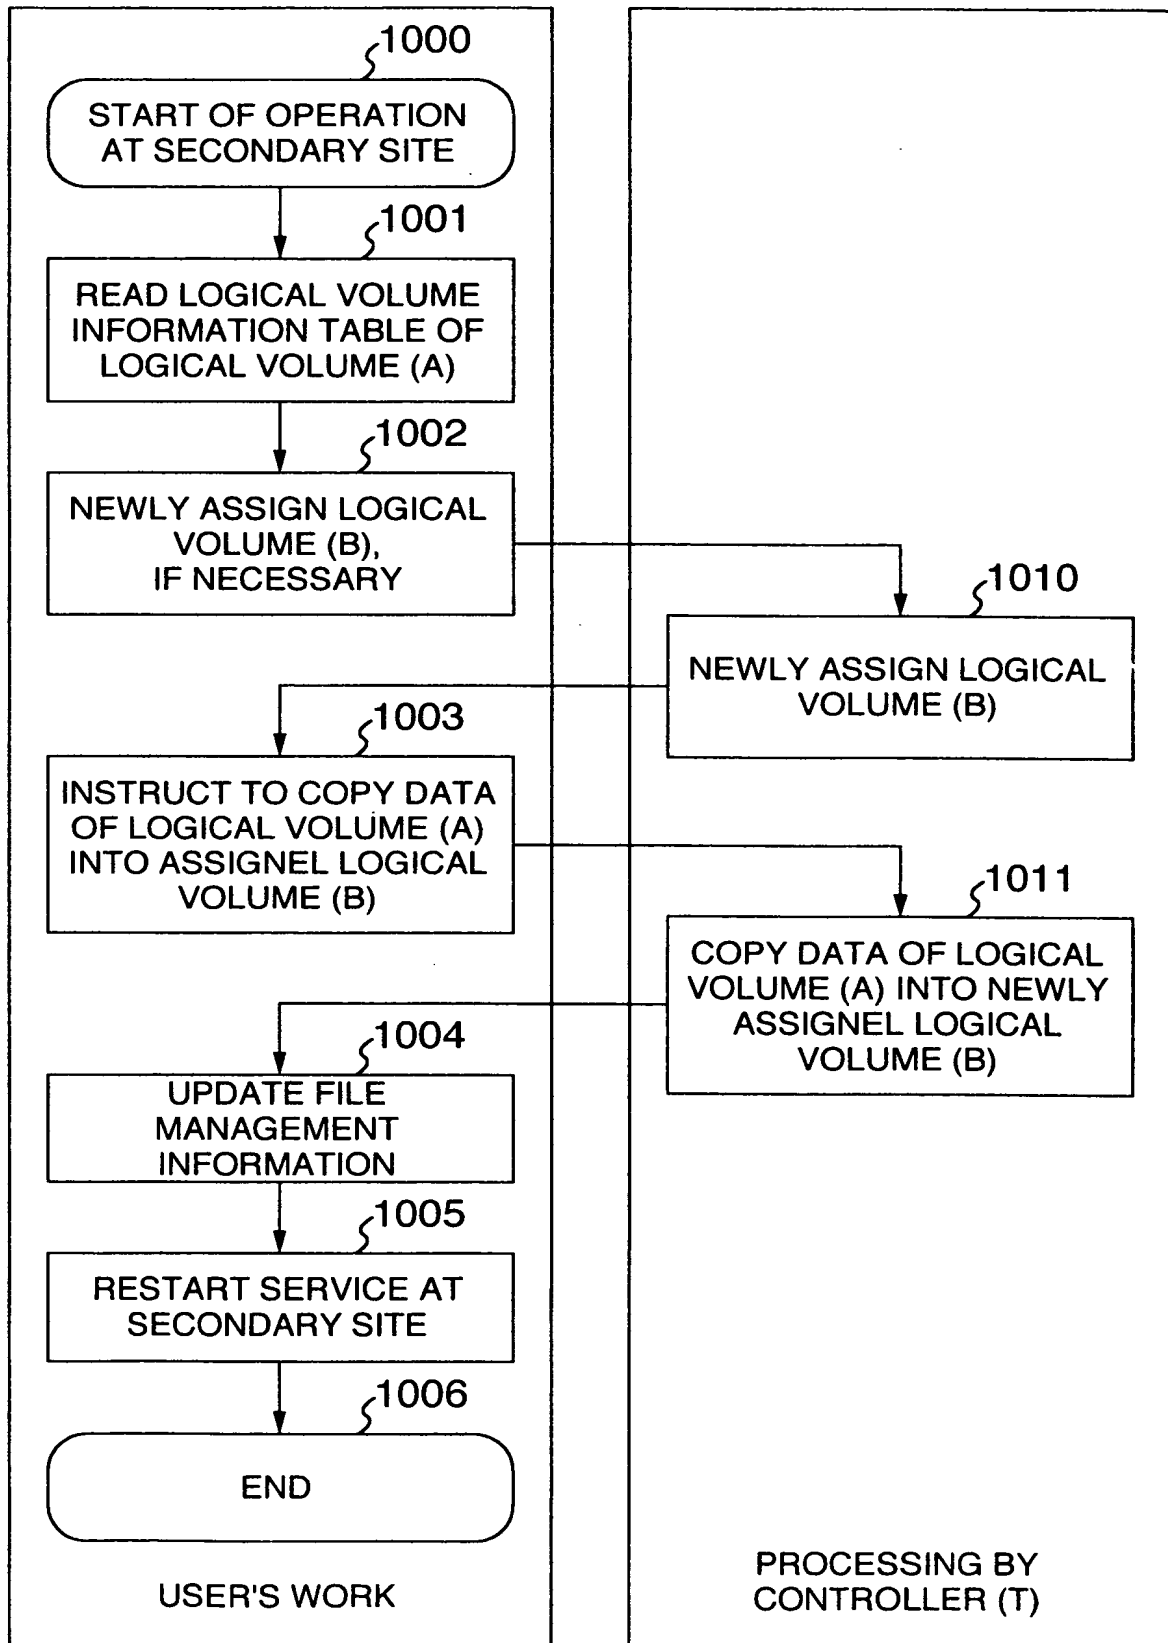 1000
START OF OPERATION
AT SECONDARY SITE
1001
READ LOGICAL VOLUME
INFORMATION TABLE OF
LOGICAL VOLUME (A)
1002
NEWLY ASSIGN LOGICAL
VOLUME (B),
IF NECESSARY
1010
NEWLY ASSIGN LOGICAL
VOLUME (B)
1003
INSTRUCT TO COPY DATA
OF LOGICAL VOLUME (A)
INTO ASSIGNEL LOGICAL
VOLUME (B)
1011
COPY DATA OF LOGICAL
VOLUME (A) INTO NEWLY
ASSIGNEL LOGICAL
VOLUME (B)
1004
UPDATE FILE
MANAGEMENT
INFORMATION
1005
RESTART SERVICE AT
SECONDARY SITE
1006
END
USER'S WORK
PROCESSING BY
CONTROLLER (T)